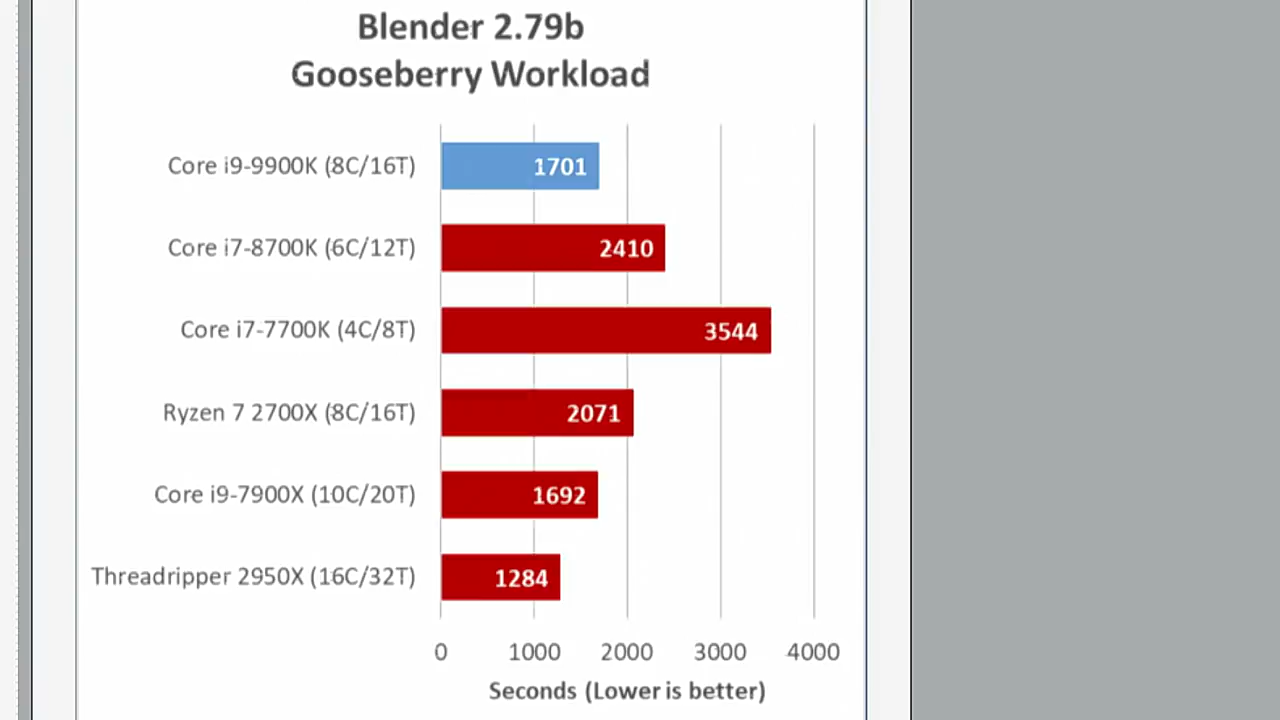 Blender 2.79b
Gooseberry Workload
Core i9-9900K (8C/16T) 1701
Core i7-8700K (6C/12T) 2410
Core i7-7700K (4C/8T) 3544
Ryzen 7 2700X (8C/16T) 2071
Core i9-7900X (10C/20T) 1692
Threadripper 2950X (16C/32T) 1284
0 1000 2000 3000 4000
Seconds (Lower is better)